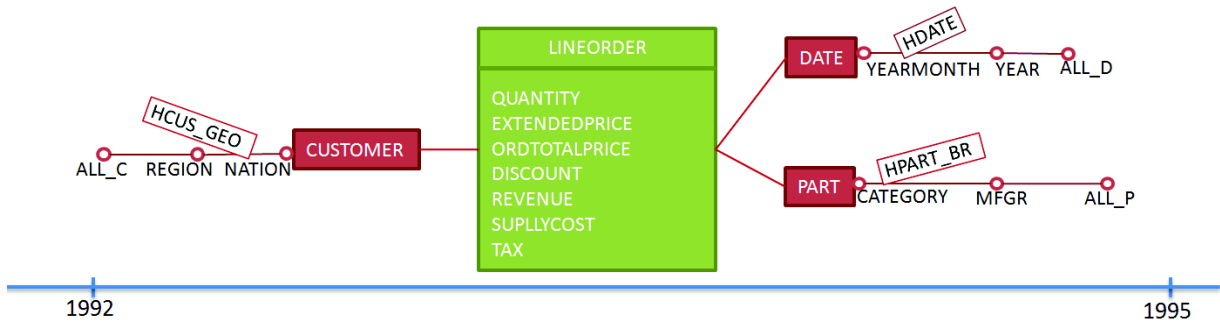 LINEORDER
QUANTITY
EXTENDEDPRICE
ORDTOTALPRICE
DISCOUNT
REVENUE
SUPLLYCOST
TAX
HCUS_GEO
CUSTOMER
ALL_C REGION NATION
HDATE
DATE
YEARMONTH YEAR ALL_D
HPART_BR
PART
CATEGORY MFGR ALL_P
1992 1995